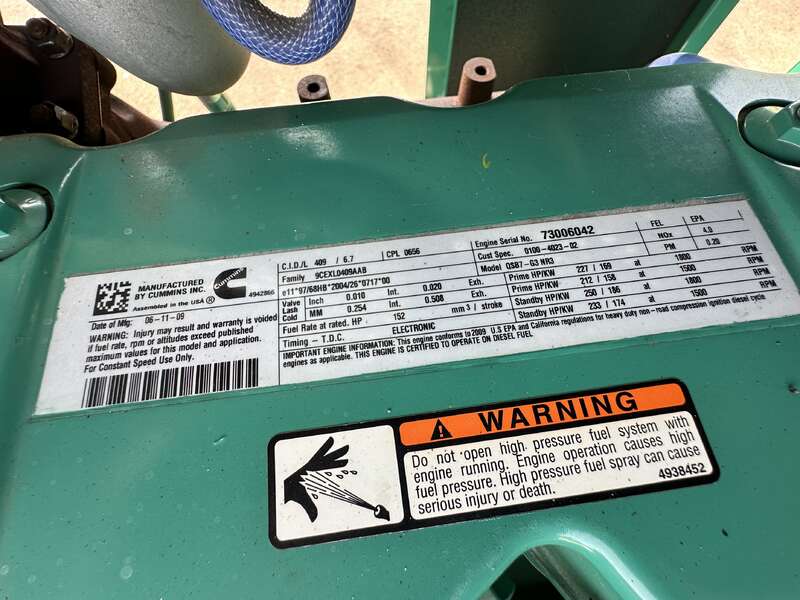 MANUFACTURED
BY CUMMINS INC.
Assembled in the USA ®
Cummins
4942866
Date of Mfg: 06-11-09
WARNING: Injury may result and warranty is voided
if fuel rate, rpm or altitudes exceed published
maximum values for this model and application.
For Constant Speed Use Only.
C.I.D./L 409 / 6.7 CPL 0656
Family 9CEXL0409AAB
e11*97/68HB*2004/26*0717*00
Valve Inch 0.010 Int. 0.020 Exh.
Lash
Cold MM 0.254 Int. 0.508 Exh.
Fuel Rate at rated. HP 152 mm3 / stroke
Timing - T.D.C. ELECTRONIC
Engine Serial No. 73006042
Cust Spec. 0100-4023-02
Model QSB7-G3 NR3
FEL EPA
NOx 4.0
PM 0.20
Prime HP/KW 227 / 169 at 1800 RPM
Prime HP/KW 212 / 158 at 1500 RPM
Standby HP/KW 250 / 186 at 1800 RPM
Standby HP/KW 233 / 174 at 1500 RPM
IMPORTANT ENGINE INFORMATION: This engine conforms to2009 U.S EPA and California regulations for heavy duty non-road compression ignition diesel cycle
engines as applicable. THIS ENGINE IS CERTIFIED TO OPERATE ON DIESEL FUEL
WARNING
Do not open high pressure fuel system with
engine running. Engine operation causes high
fuel pressure. High pressure fuel spray can cause
serious injury or death.
4938452